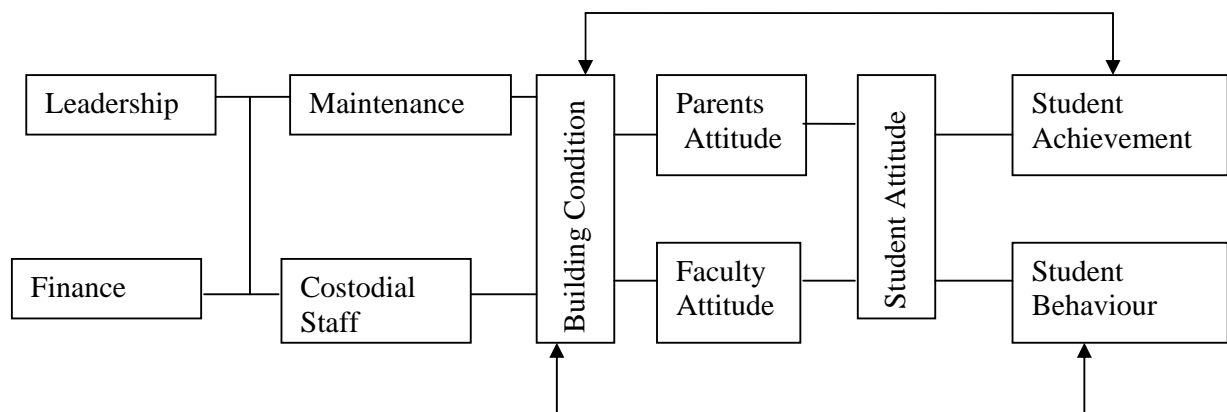 Leadership
Maintenance
Building Condition
Parents
Attitude
Student Attitude
Student
Achievement
Finance
Costodial
Staff
Faculty
Attitude
Student
Behaviour